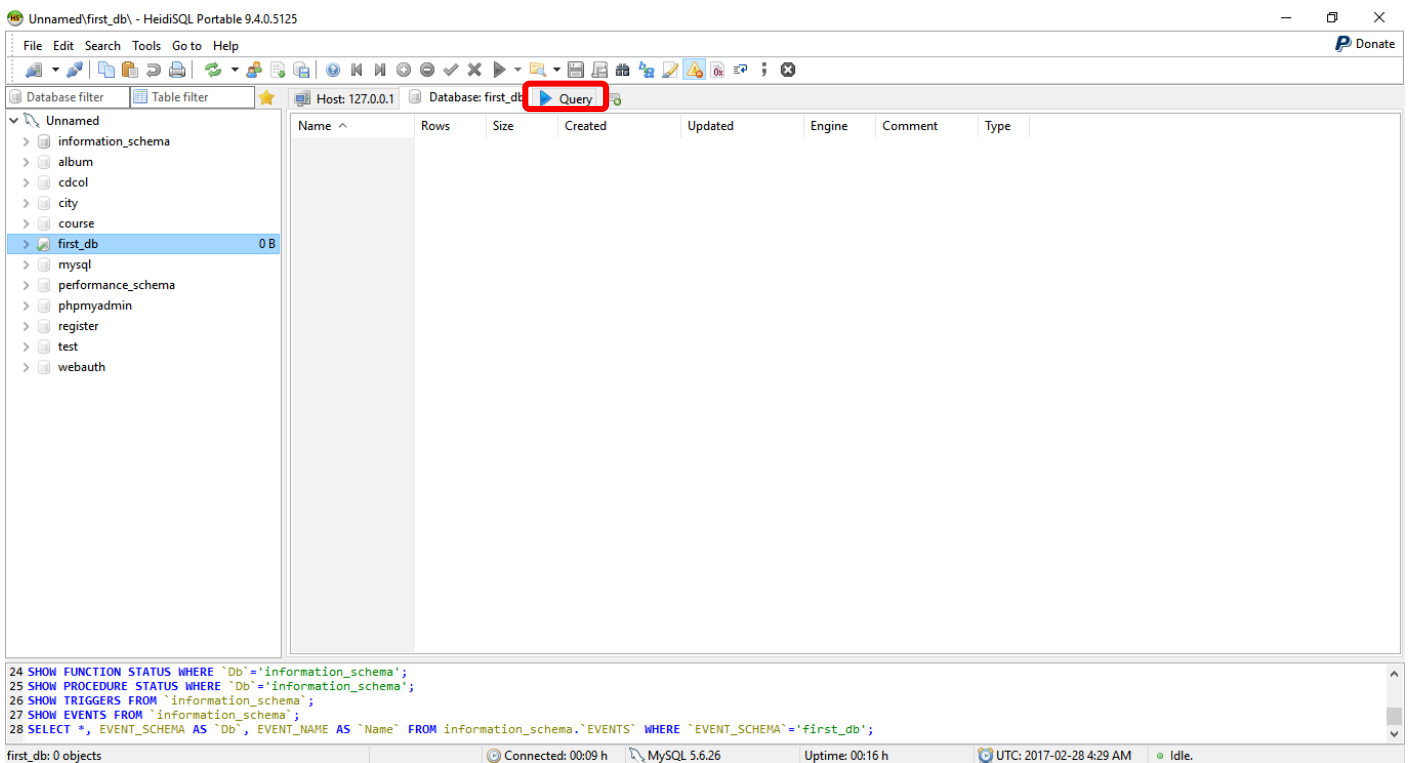 Unnamed\first_db\ - HeidiSQL Portable 9.4.0.5125
File Edit Search Tools Go to Help
Donate
Database filter Table filter
Host: 127.0.0.1 Database: first_db Query
Unnamed
information_schema
album
cdcol
city
course
first_db 0 B
mysql
performance_schema
phpmyadmin
register
test
webauth
Name Rows Size Created Updated Engine Comment Type
24 SHOW FUNCTION STATUS WHERE `Db`='information_schema';
25 SHOW PROCEDURE STATUS WHERE `Db`='information_schema';
26 SHOW TRIGGERS FROM `information_schema`;
27 SHOW EVENTS FROM `information_schema`;
28 SELECT *, EVENT_SCHEMA AS `Db`, EVENT_NAME AS `Name` FROM information_schema.`EVENTS` WHERE `EVENT_SCHEMA`='first_db';
first_db: 0 objects Connected: 00:09 h MySQL 5.6.26 Uptime: 00:16 h UTC: 2017-02-28 4:29 AM Idle.